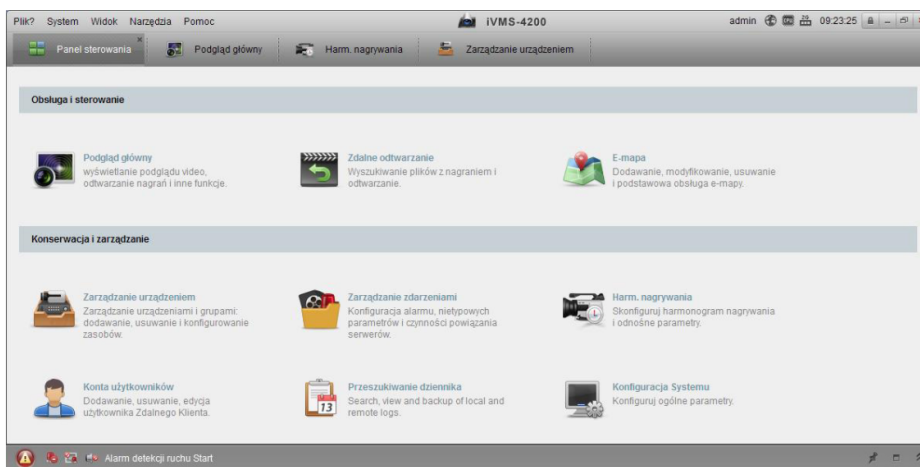 Plik? System Widok Narzędzia Pomoc
iVMS-4200
admin
09:23:25
Panel sterowania
Podgląd główny
Harm. nagrywania
Zarządzanie urządzeniem
Obsługa i sterowanie
Podgląd główny
wyświetlanie podglądu video,
odtwarzanie nagrań i inne funkcje.
Zdalne odtwarzanie
Wyszukiwanie plików z nagraniem i
odtwarzanie.
E-mapa
Dodawanie, modyfikowanie, usuwanie
i podstawowa obsługa e-mapy.
Konserwacja i zarządzanie
Zarządzanie urządzeniem
Zarządzanie urządzeniami i grupami:
dodawanie, usuwanie i konfigurowanie
zasobów.
Zarządzanie zdarzeniami
Konfiguracja alarmu, nietypowych
parametrów i czynności powiązania
serwerów.
Harm. nagrywania
Skonfiguruj harmonogram nagrywania
i odnośne parametry.
Konta użytkowników
Dodawanie, usuwanie, edycja
użytkownika Zdalnego Klienta.
13
Przeszukiwanie dziennika
Search, view and backup of local and
remote logs.
Konfiguracja Systemu
Konfiguruj ogólne parametry.
Alarm detekcji ruchu Start